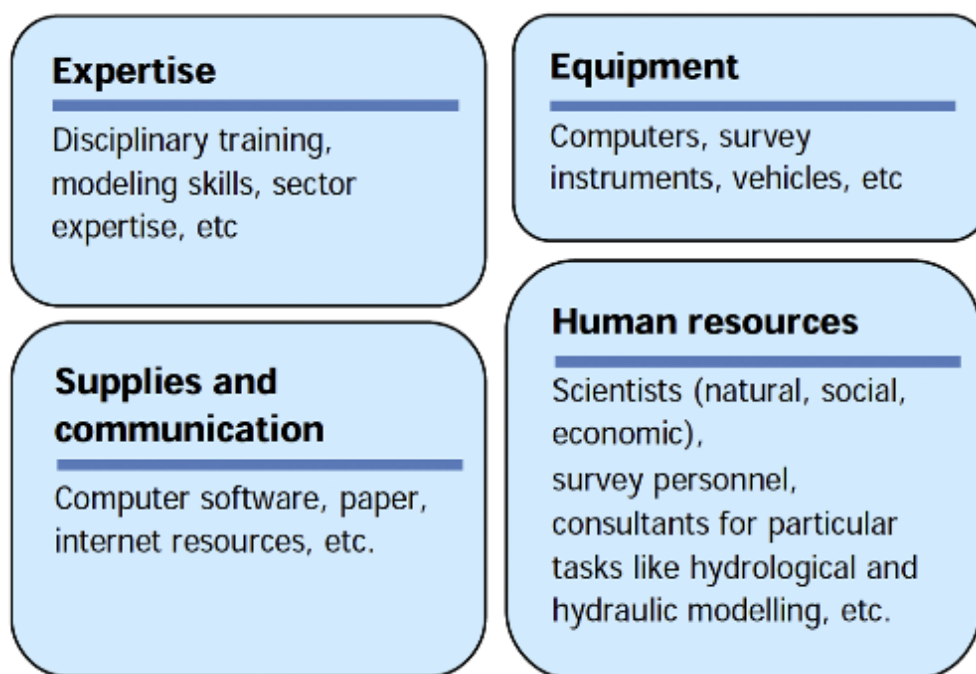 Expertise
Disciplinary training,
modeling skills, sector
expertise, etc
Equipment
Computers, survey
instruments, vehicles, etc
Supplies and
communication
Computer software, paper,
internet resources, etc.
Human resources
Scientists (natural, social,
economic),
survey personnel,
consultants for particular
tasks like hydrological and
hydraulic modelling, etc.